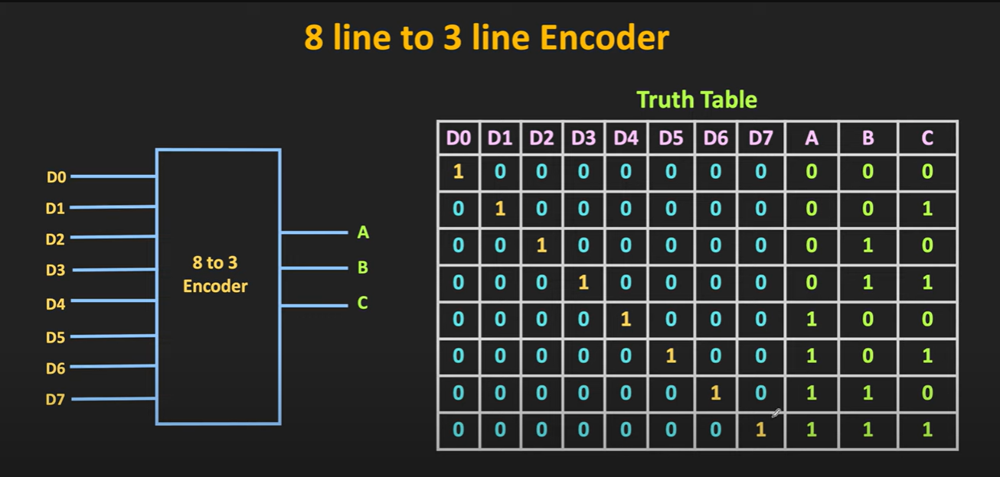 8 line to 3 line Encoder
D0
D1
D2
D3
D4
D5
D6
D7
8 to 3
Encoder
A
B
C
Truth Table
D0 D1 D2 D3 D4 D5 D6 D7 A B C
1 0 0 0 0 0 0 0 0 0 0
0 1 0 0 0 0 0 0 0 0 1
0 0 1 0 0 0 0 0 0 1 0
0 0 0 1 0 0 0 0 0 1 1
0 0 0 0 1 0 0 0 1 0 0
0 0 0 0 0 1 0 0 1 0 1
0 0 0 0 0 0 1 0 1 1 0
0 0 0 0 0 0 0 1 1 1 1